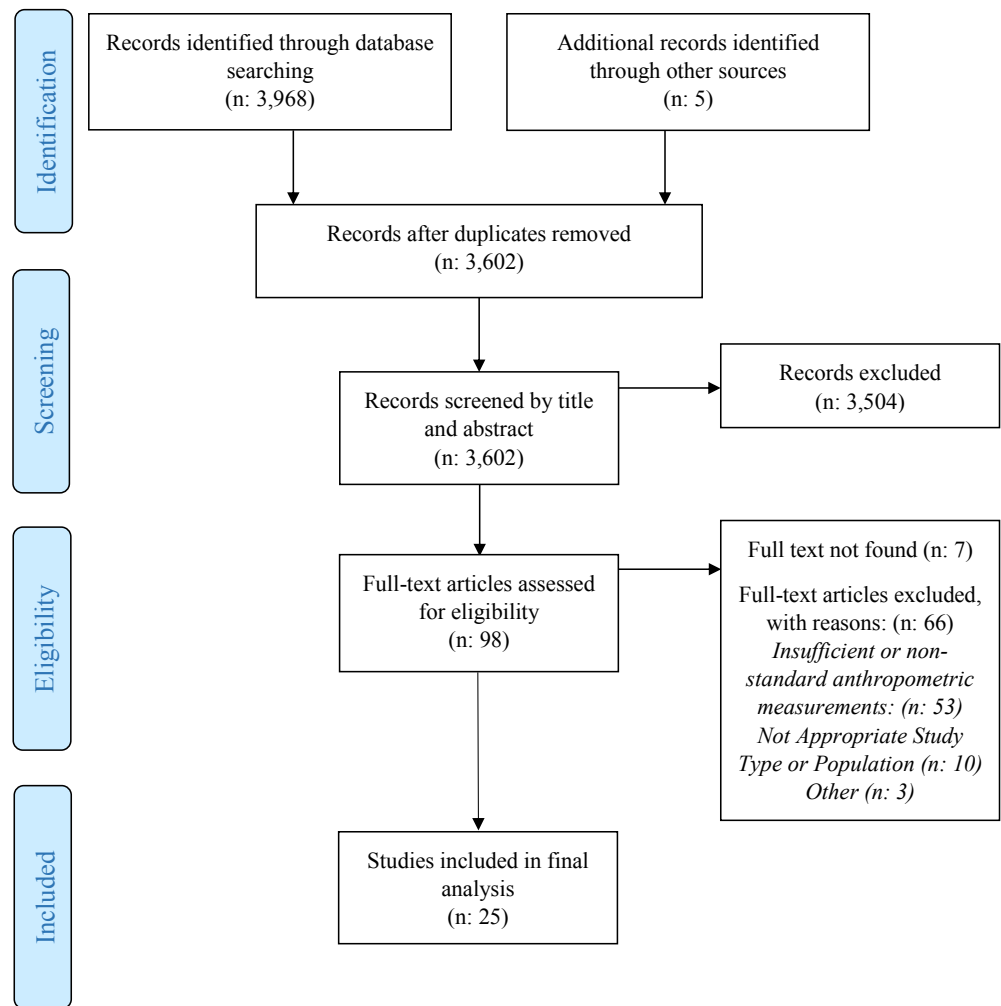 Identification
Records identified through database
searching
(n: 3,968)
Additional records identified
through other sources
(n: 5)
Records after duplicates removed
(n: 3,602)
Screening
Records screened by title
and abstract
(n: 3,602)
Records excluded
(n: 3,504)
Eligibility
Full-text articles assessed
for eligibility
(n: 98)
Full text not found (n: 7)
Full-text articles excluded,
with reasons: (n: 66)
Insufficient or non-
standard anthropometric
measurements: (n: 53)
Not Appropriate Study
Type or Population (n: 10)
Other (n: 3)
Included
Studies included in final
analysis
(n: 25)